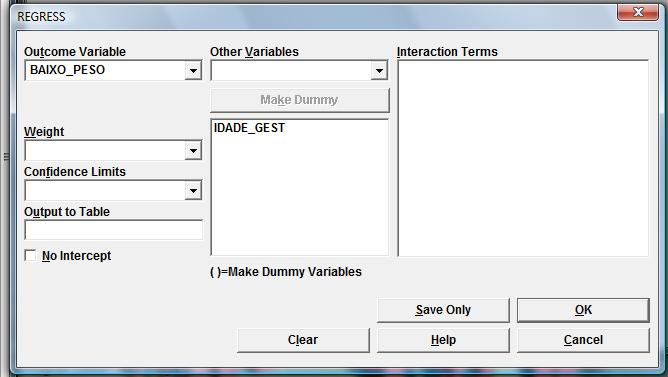 REGRESS
Outcome Variable
BAIXO_PESO
Other Variables
Interaction Terms
Make Dummy
IDADE_GEST
Weight
Confidence Limits
Output to Table
No Intercept
( )=Make Dummy Variables
Save Only
OK
Clear
Help
Cancel